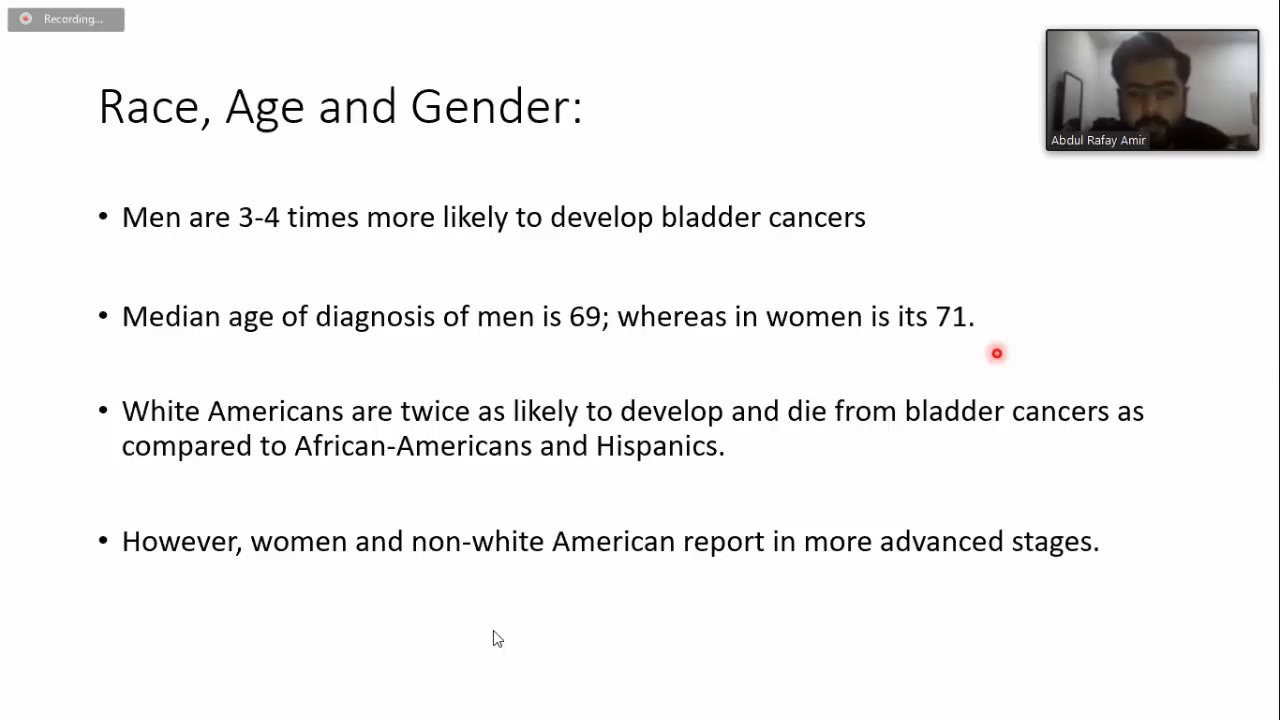 Recording...
Race, Age and Gender:
Abdul Rafay Amir
• Men are 3-4 times more likely to develop bladder cancers
• Median age of diagnosis of men is 69; whereas in women is its 71.
• White Americans are twice as likely to develop and die from bladder cancers as
compared to African-Americans and Hispanics.
• However, women and non-white American report in more advanced stages.